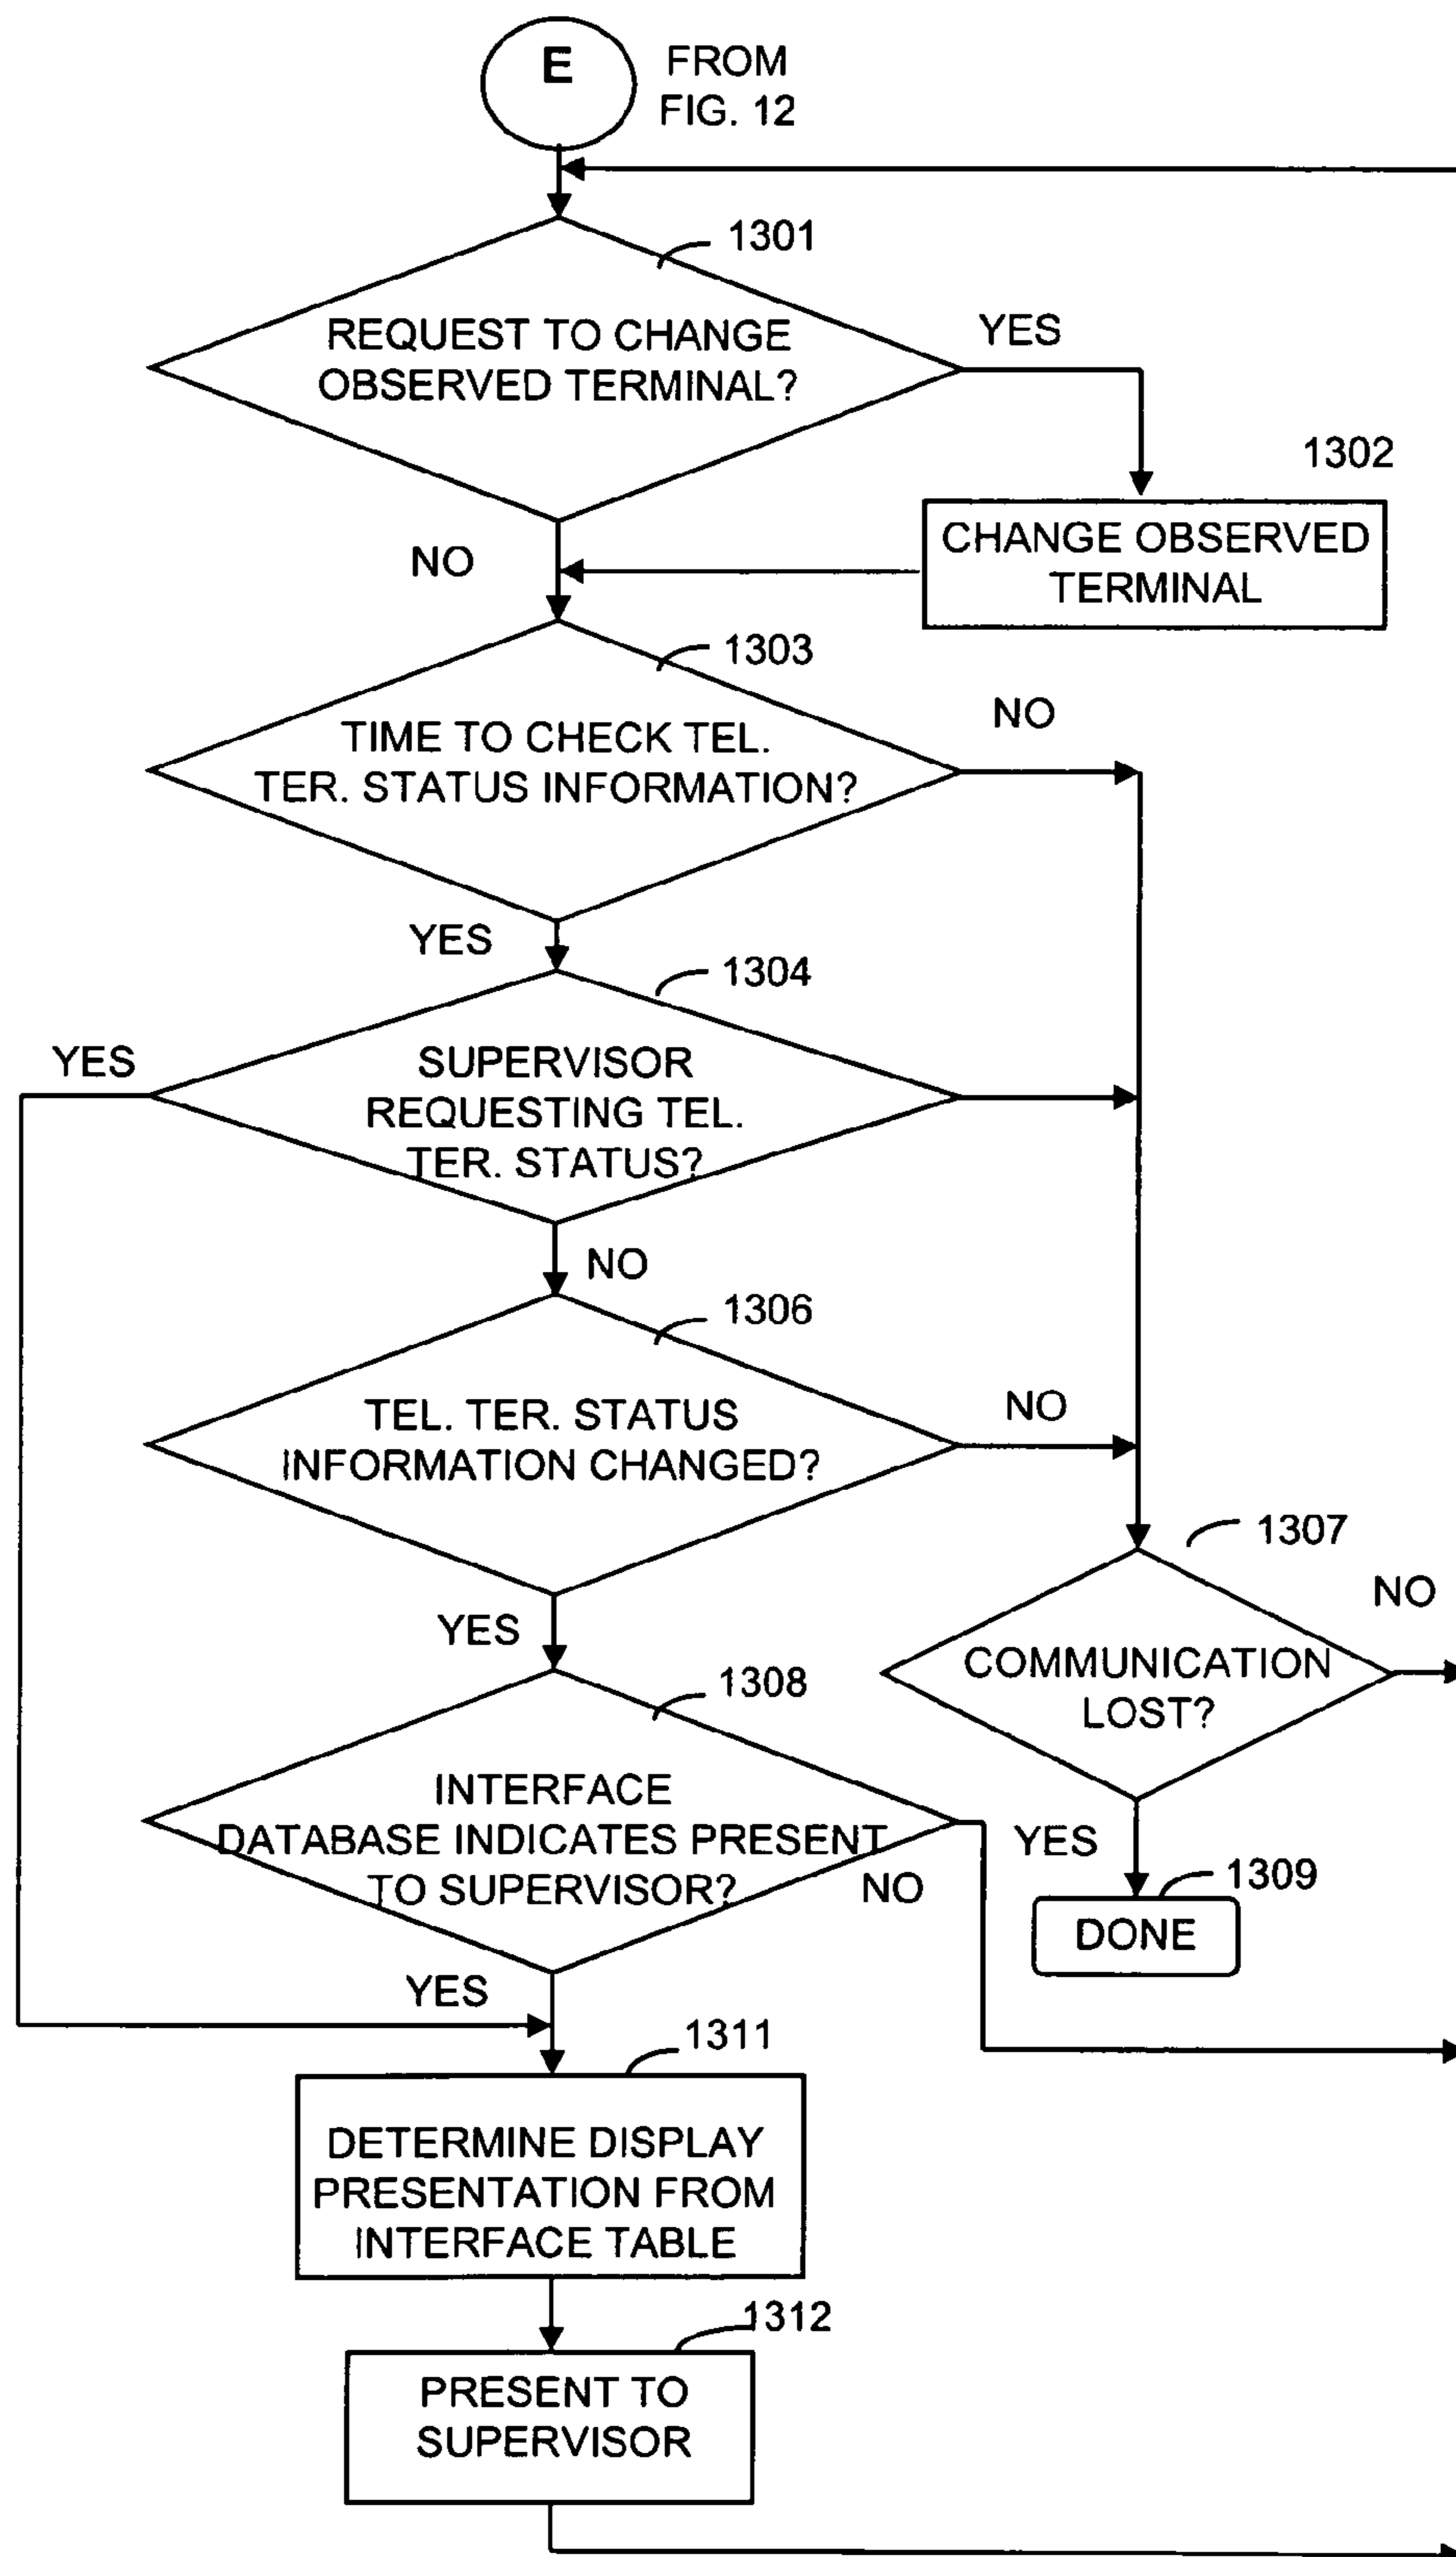 E
FROM
FIG. 12
1301
REQUEST TO CHANGE
OBSERVED TERMINAL?
YES
1302
CHANGE OBSERVED
TERMINAL
NO
1303
TIME TO CHECK TEL.
TER. STATUS INFORMATION?
NO
YES
1304
YES
SUPERVISOR
REQUESTING TEL.
TER. STATUS?
NO
1306
TEL. TER. STATUS
INFORMATION CHANGED?
NO
1307
NO
COMMUNICATION
LOST?
YES
1308
INTERFACE
DATABASE INDICATES PRESENT
TO SUPERVISOR?
NO
YES
1309
DONE
YES
1311
DETERMINE DISPLAY
PRESENTATION FROM
INTERFACE TABLE
1312
PRESENT TO
SUPERVISOR